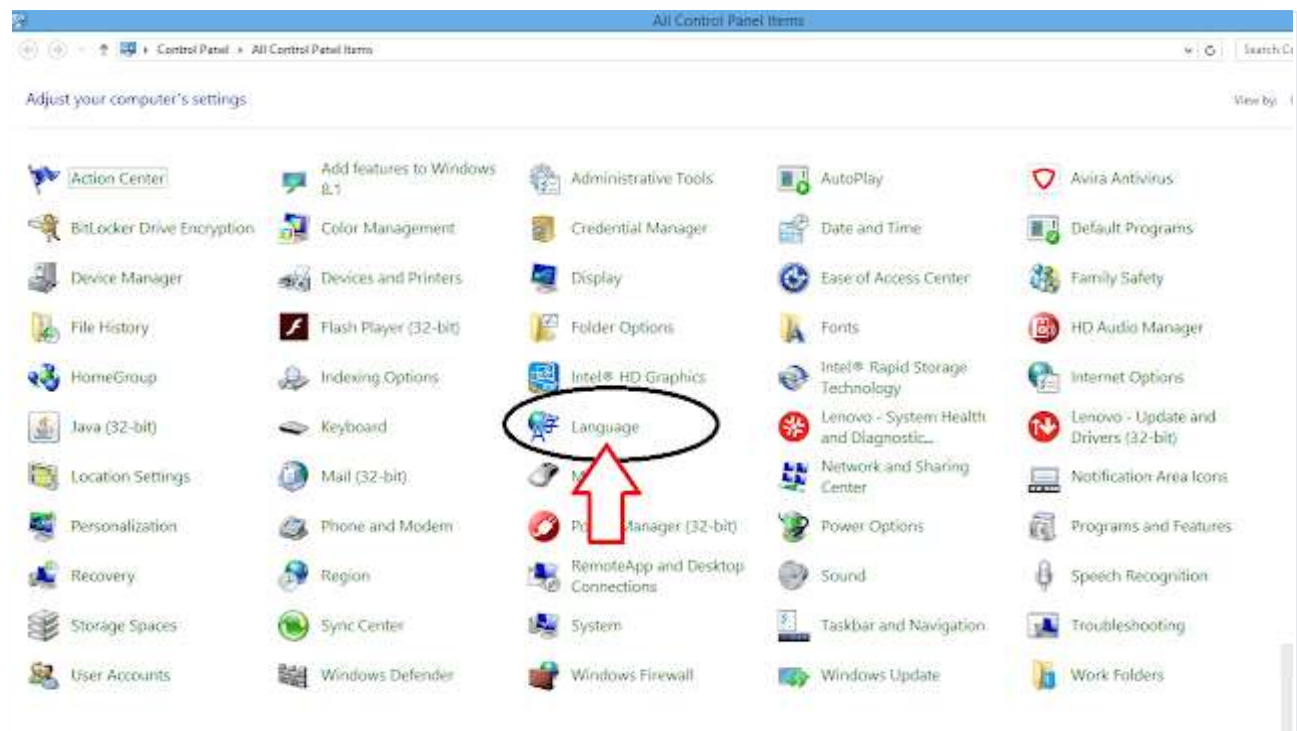 All Control Panel Items
Control Panel All Control Panel Items
Search
Adjust your computer's settings
View by:
Action Center
Add features to Windows
8.1
Administrative Tools
AutoPlay
Avira Antivirus
BitLocker Drive Encryption
Color Management
Credential Manager
Date and Time
Default Programs
Device Manager
Devices and Printers
Display
Ease of Access Center
Family Safety
File History
Flash Player (32-bit)
Folder Options
Fonts
HD Audio Manager
HomeGroup
Indexing Options
Intel® HD Graphics
Intel® Rapid Storage
Technology
Internet Options
Java (32-bit)
Keyboard
Language
Lenovo - System Health
and Diagnostic...
Lenovo - Update and
Drivers (32-bit)
Location Settings
Mail (32-bit)
Network and Sharing
Center
Notification Area Icons
Personalization
Phone and Modem
Manager (32-bit)
Power Options
Programs and Features
Recovery
Region
RemoteApp and Desktop
Connections
Sound
Speech Recognition
Storage Spaces
Sync Center
System
Taskbar and Navigation
Troubleshooting
User Accounts
Windows Defender
Windows Firewall
Windows Update
Work Folders